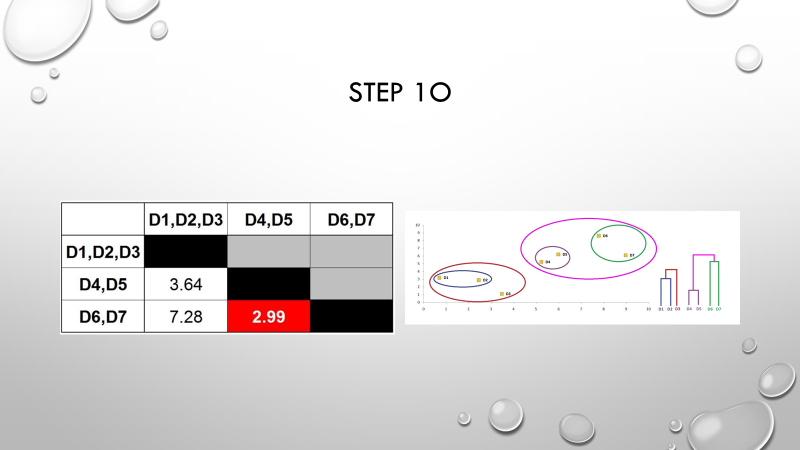 STEP 10
D1,D2,D3 D4,D5 D6,D7
D1,D2,D3
D4,D5 3.64
D6,D7 7.28 2.99
10
9
8
7
6
5
4
3
2
1
0
D6
D5
D7
D4
D1
D2
D3
0 1 2 3 4 5 6 7 8 9 10
D1 D2 D3 D4 D5 D6 D7